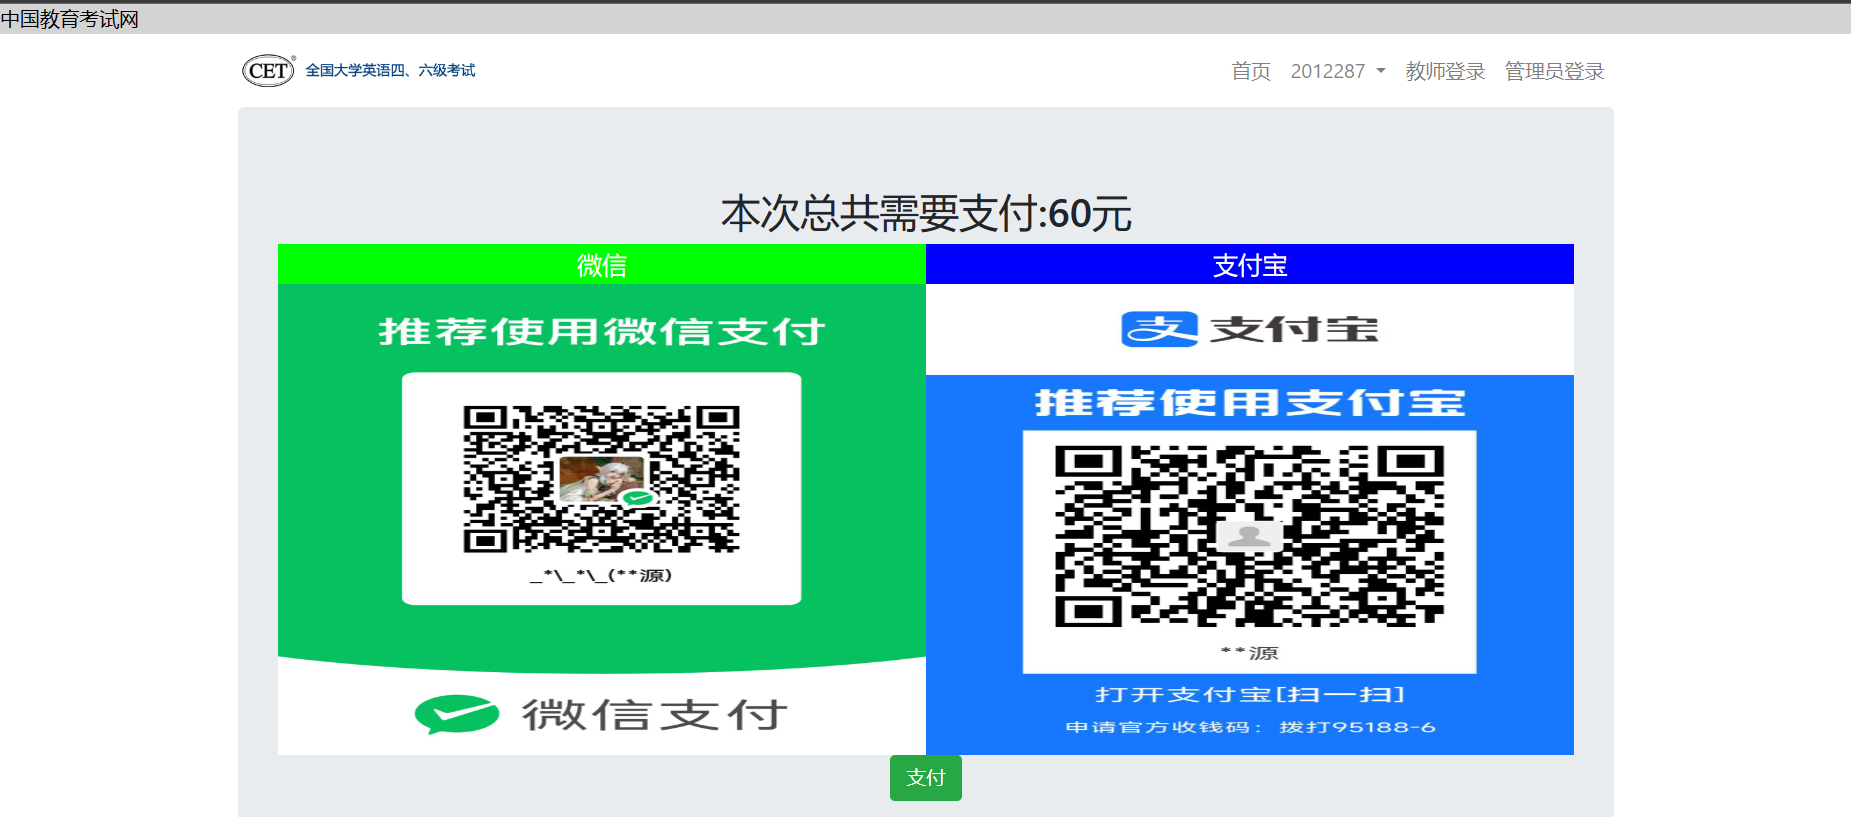 中国教育考试网
CET® 全国大学英语四、六级考试
首页 2012287 教师登录 管理员登录
本次总共需要支付:60元
微信
推荐使用微信支付
_*\_*\_(**源)
微信支付
支付宝
支付宝
推荐使用支付宝
**源
打开支付宝[扫一扫]
申请官方收钱码：拨打95188-6
支付